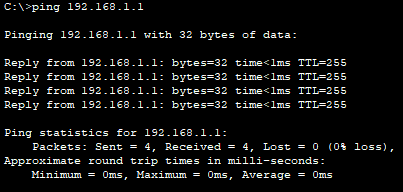 C:\>ping 192.168.1.1
Pinging 192.168.1.1 with 32 bytes of data:
Reply from 192.168.1.1: bytes=32 time<1ms TTL=255
Reply from 192.168.1.1: bytes=32 time<1ms TTL=255
Reply from 192.168.1.1: bytes=32 time<1ms TTL=255
Reply from 192.168.1.1: bytes=32 time<1ms TTL=255
Ping statistics for 192.168.1.1:
    Packets: Sent = 4, Received = 4, Lost = 0 (0% loss),
Approximate round trip times in milli-seconds:
    Minimum = 0ms, Maximum = 0ms, Average = 0ms